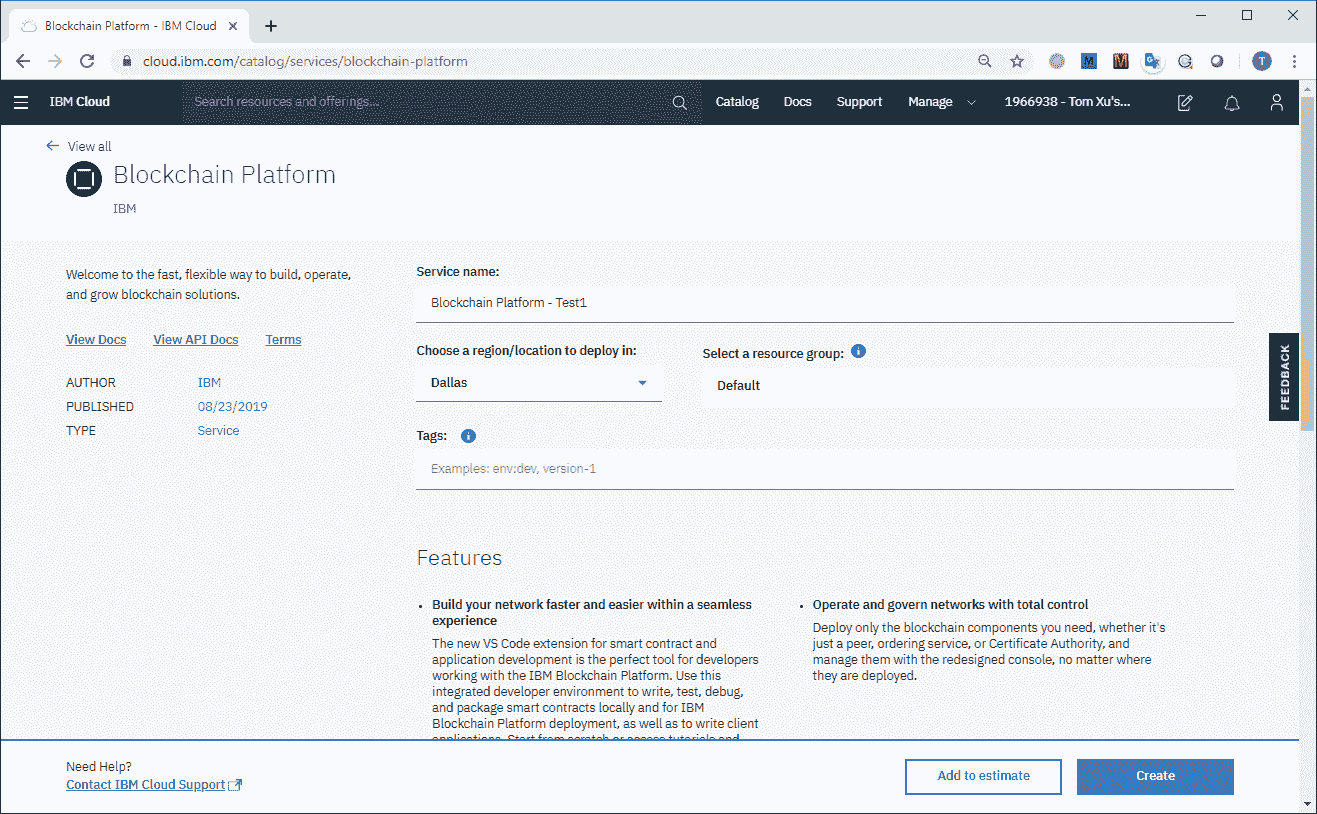 Blockchain Platform - IBM Cloud
cloud.ibm.com/catalog/services/blockchain-platform
T
IBM Cloud
Search resources and offerings...
Catalog
Docs
Support
Manage
1966938 - Tom Xu's...
View all
Blockchain Platform
IBM
Welcome to the fast, flexible way to build, operate,
and grow blockchain solutions.
View Docs
View API Docs
Terms
AUTHOR IBM
PUBLISHED 08/23/2019
TYPE Service
Service name:
Blockchain Platform - Test1
Choose a region/location to deploy in:
Dallas
Select a resource group:
Default
Tags:
Examples: env:dev, version-1
Features
Build your network faster and easier within a seamless
experience
The new VS Code extension for smart contract and
application development is the perfect tool for developers
working with the IBM Blockchain Platform. Use this
integrated developer environment to write, test, debug,
and package smart contracts locally and for IBM
Blockchain Platform deployment, as well as to write client
applications. Start from scratch or access tutorials and
Operate and govern networks with total control
Deploy only the blockchain components you need, whether it's
just a peer, ordering service, or Certificate Authority, and
manage them with the redesigned console, no matter where
they are deployed.
FEEDBACK
Need Help?
Contact IBM Cloud Support
Add to estimate
Create